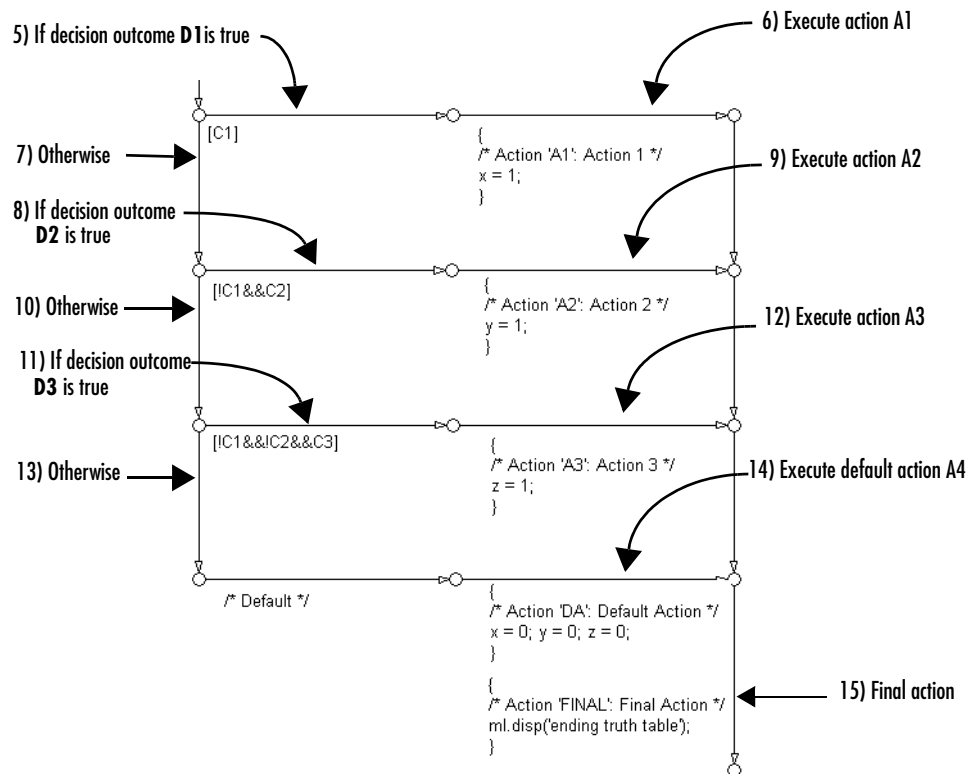 5) If decision outcome D1 is true
6) Execute action A1
[C1]
{
/* Action 'A1': Action 1 */
x = 1;
}
7) Otherwise
9) Execute action A2
8) If decision outcome
D2 is true
[!C1&&C2]
{
/* Action 'A2': Action 2 */
y = 1;
}
10) Otherwise
12) Execute action A3
11) If decision outcome
D3 is true
[!C1&&!C2&&C3]
{
/* Action 'A3': Action 3 */
z = 1;
}
13) Otherwise
14) Execute default action A4
/* Default */
{
/* Action 'DA': Default Action */
x = 0; y = 0; z = 0;
}
{
/* Action 'FINAL': Final Action */
ml.disp('ending truth table');
}
15) Final action